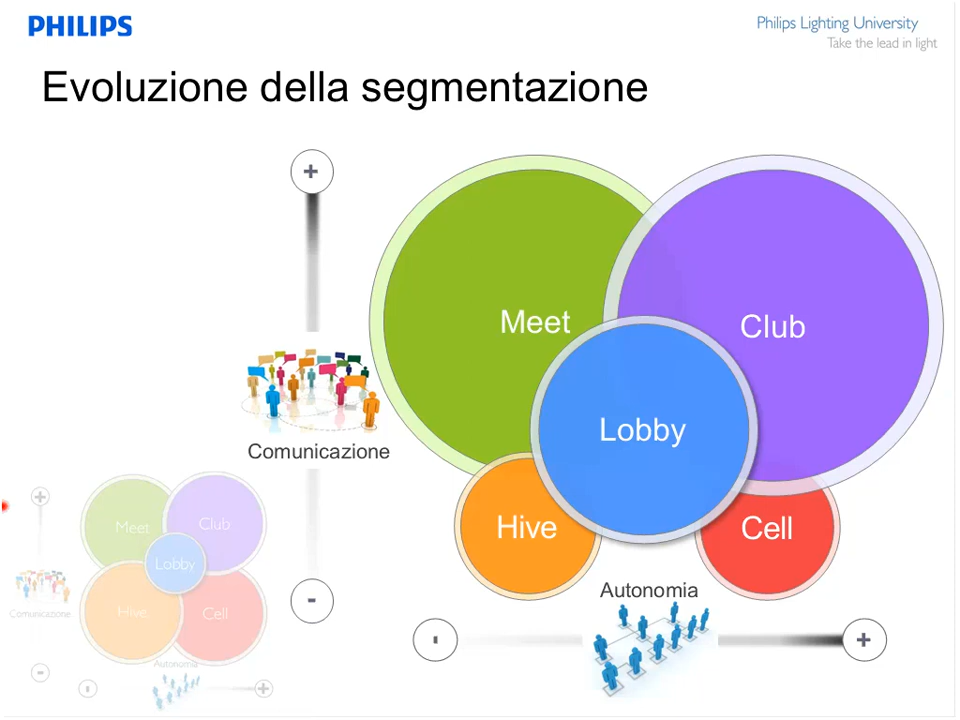 PHILIPS
Philips Lighting University
Take the lead in light
Evoluzione della segmentazione
+
Meet
Club
Lobby
Comunicazione
Hive
Cell
Autonomia
-
-
+
+
Meet
Club
Lobby
Comunicazione
Hive
Cell
Autonomia
-
-
+